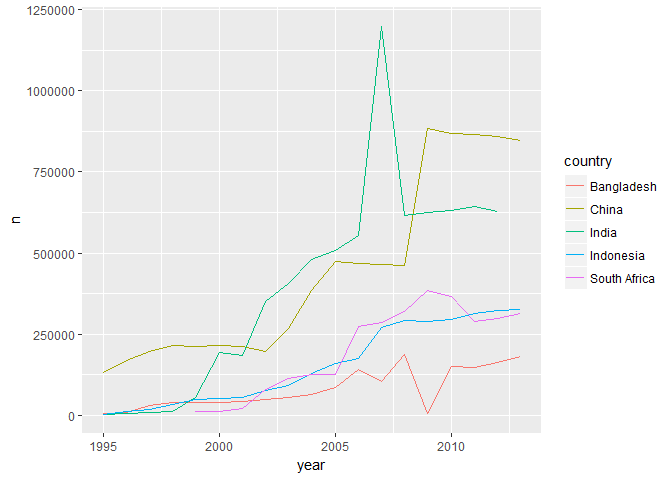 1250000
1000000
750000
500000
250000
0
n
1995
2000
2005
2010
year
country
Bangladesh
China
India
Indonesia
South Africa